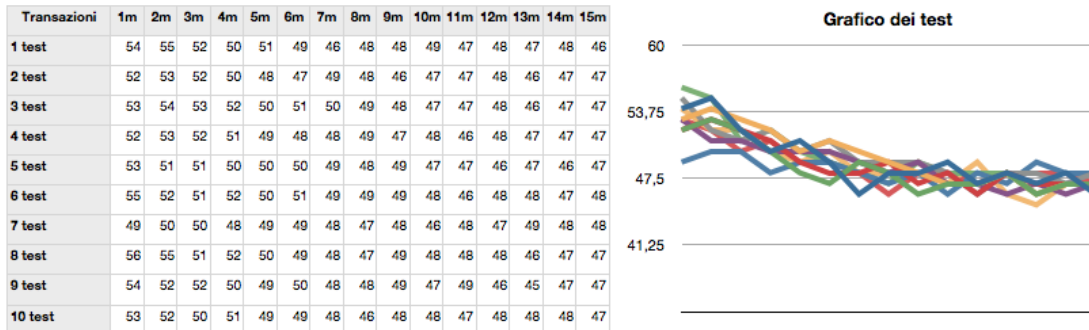 Transazioni 1m 2m 3m 4m 5m 6m 7m 8m 9m 10m 11m 12m 13m 14m 15m
1 test 54 55 52 50 51 49 46 48 48 49 47 48 47 48 46
2 test 52 53 52 50 48 47 49 48 46 47 47 48 46 47 47
3 test 53 54 53 52 50 51 50 49 48 47 47 48 46 47 47
4 test 52 53 52 51 49 48 48 49 47 48 46 48 47 47 47
5 test 53 51 51 50 50 50 49 48 49 47 47 46 47 46 47
6 test 55 52 51 52 50 51 49 49 49 48 46 48 48 47 48
7 test 49 50 50 48 49 49 48 47 48 46 48 47 49 48 48
8 test 56 55 51 52 50 49 48 47 49 48 48 48 46 47 47
9 test 54 52 52 50 49 50 48 48 49 47 49 46 45 47 47
10 test 53 52 50 51 49 49 48 46 48 48 47 48 48 48 47
Grafico dei test
60
53,75
47,5
41,25